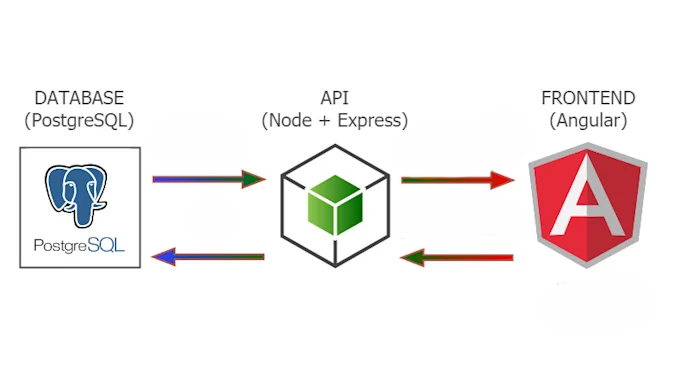 DATABASE
(PostgreSQL)
API
(Node + Express)
FRONTEND
(Angular)
PostgreSQL
A